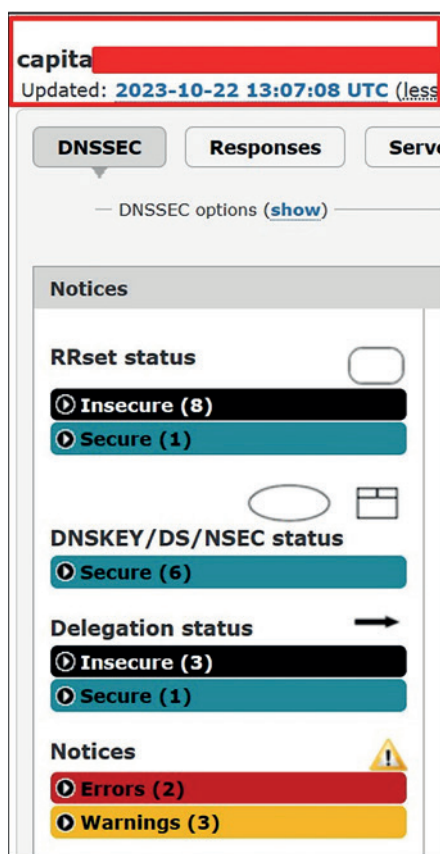 capita
Updated: 2023-10-22 13:07:08 UTC (less
DNSSEC Responses Serve
DNSSEC options (show)
Notices
RRset status
Insecure (8)
Secure (1)
DNSKEY/DS/NSEC status
Secure (6)
Delegation status
Insecure (3)
Secure (1)
Notices
Errors (2)
Warnings (3)